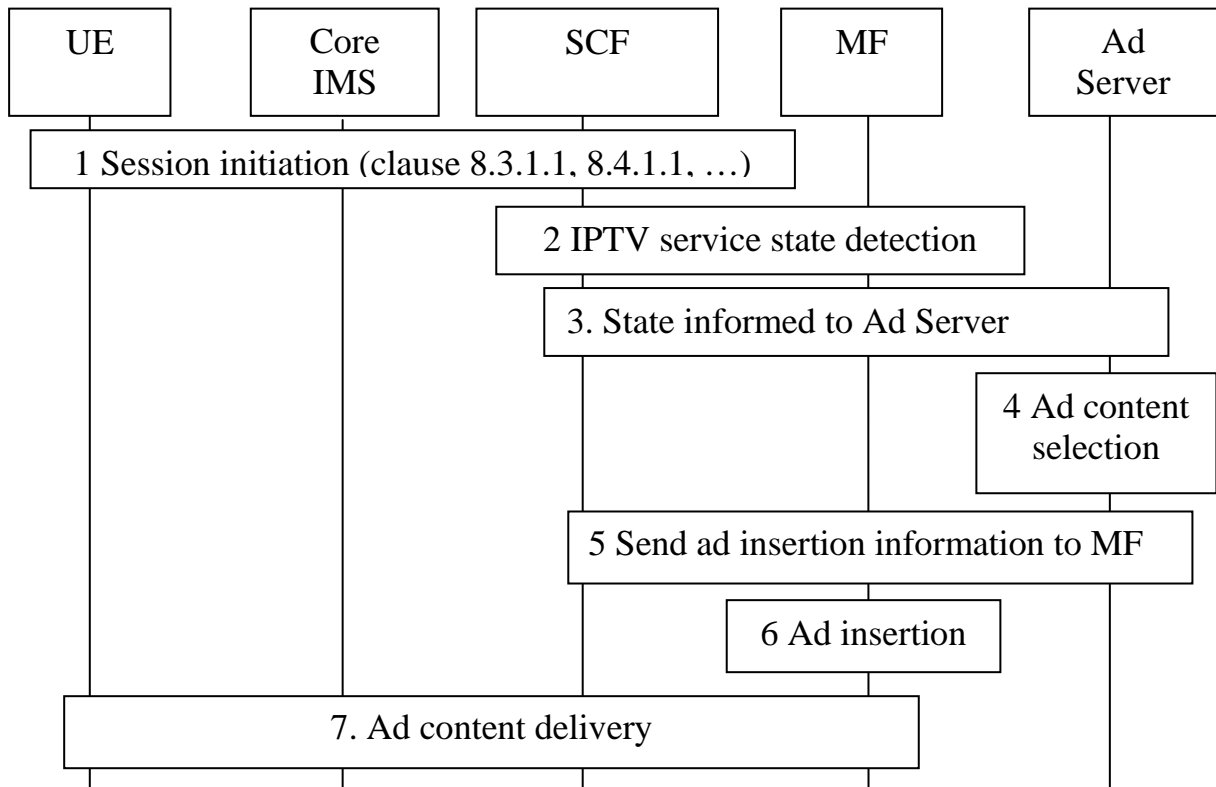 UE
Core
IMS
SCF
MF
Ad
Server
1 Session initiation (clause 8.3.1.1, 8.4.1.1, …)
2 IPTV service state detection
3. State informed to Ad Server
4 Ad content
selection
5 Send ad insertion information to MF
6 Ad insertion
7. Ad content delivery